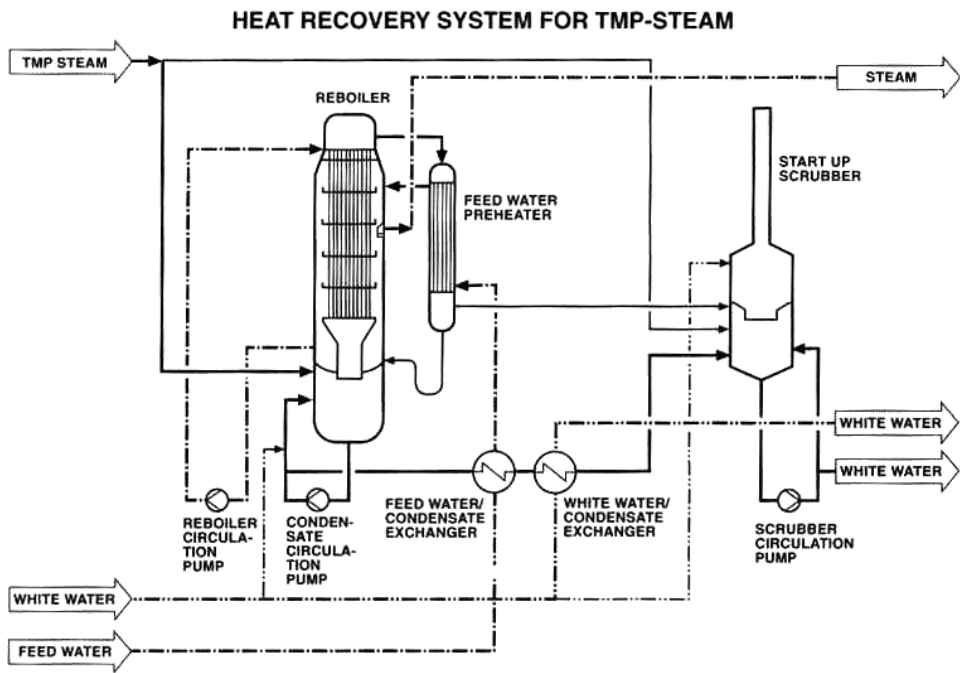 HEAT RECOVERY SYSTEM FOR TMP-STEAM
TMP STEAM
STEAM
REBOILER
START UP
SCRUBBER
FEED WATER
PREHEATER
WHITE WATER
WHITE WATER
FEED WATER/
CONDENSATE
EXCHANGER
WHITE WATER/
CONDENSATE
EXCHANGER
REBOILER
CIRCULA-
TION
PUMP
CONDEN-
SATE
CIRCULA-
TION
PUMP
SCRUBBER
CIRCULATION
PUMP
WHITE WATER
FEED WATER